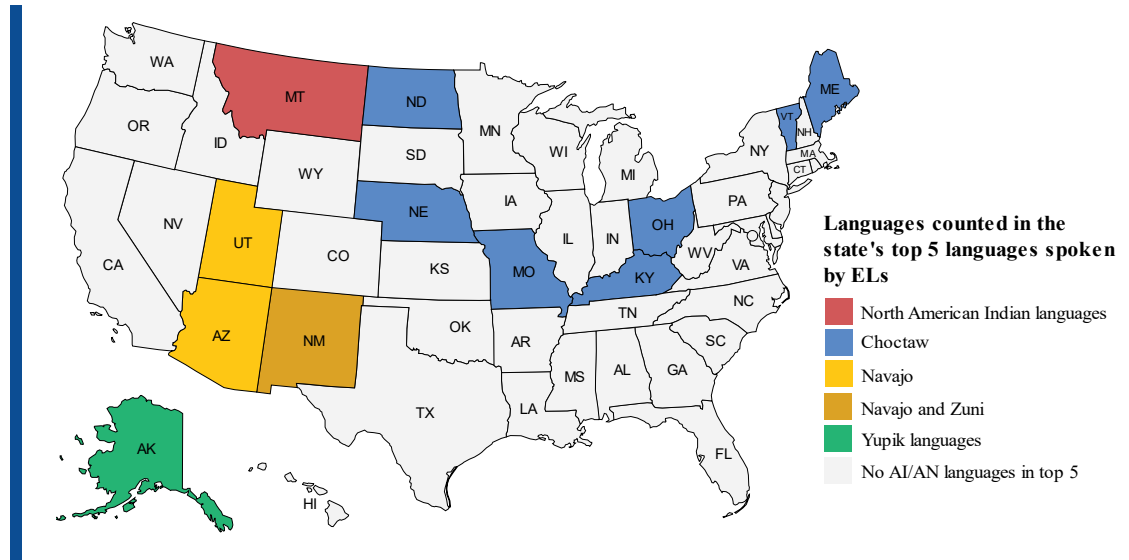 WA
MT
ND
ME
OR
ID
MN
VT
NH
SD
WI
NY
MA
WY
MI
CT
IA
PA
NE
NV
OH
UT
IL
IN
CO
WV
CA
KS
MO
KY
VA
NC
TN
OK
AZ
NM
AR
SC
MS
AL
GA
TX
LA
FL
AK
HI
Languages counted in the
state's top 5 languages spoken
by ELs
North American Indian languages
Choctaw
Navajo
Navajo and Zuni
Yupik languages
No AI/AN languages in top 5